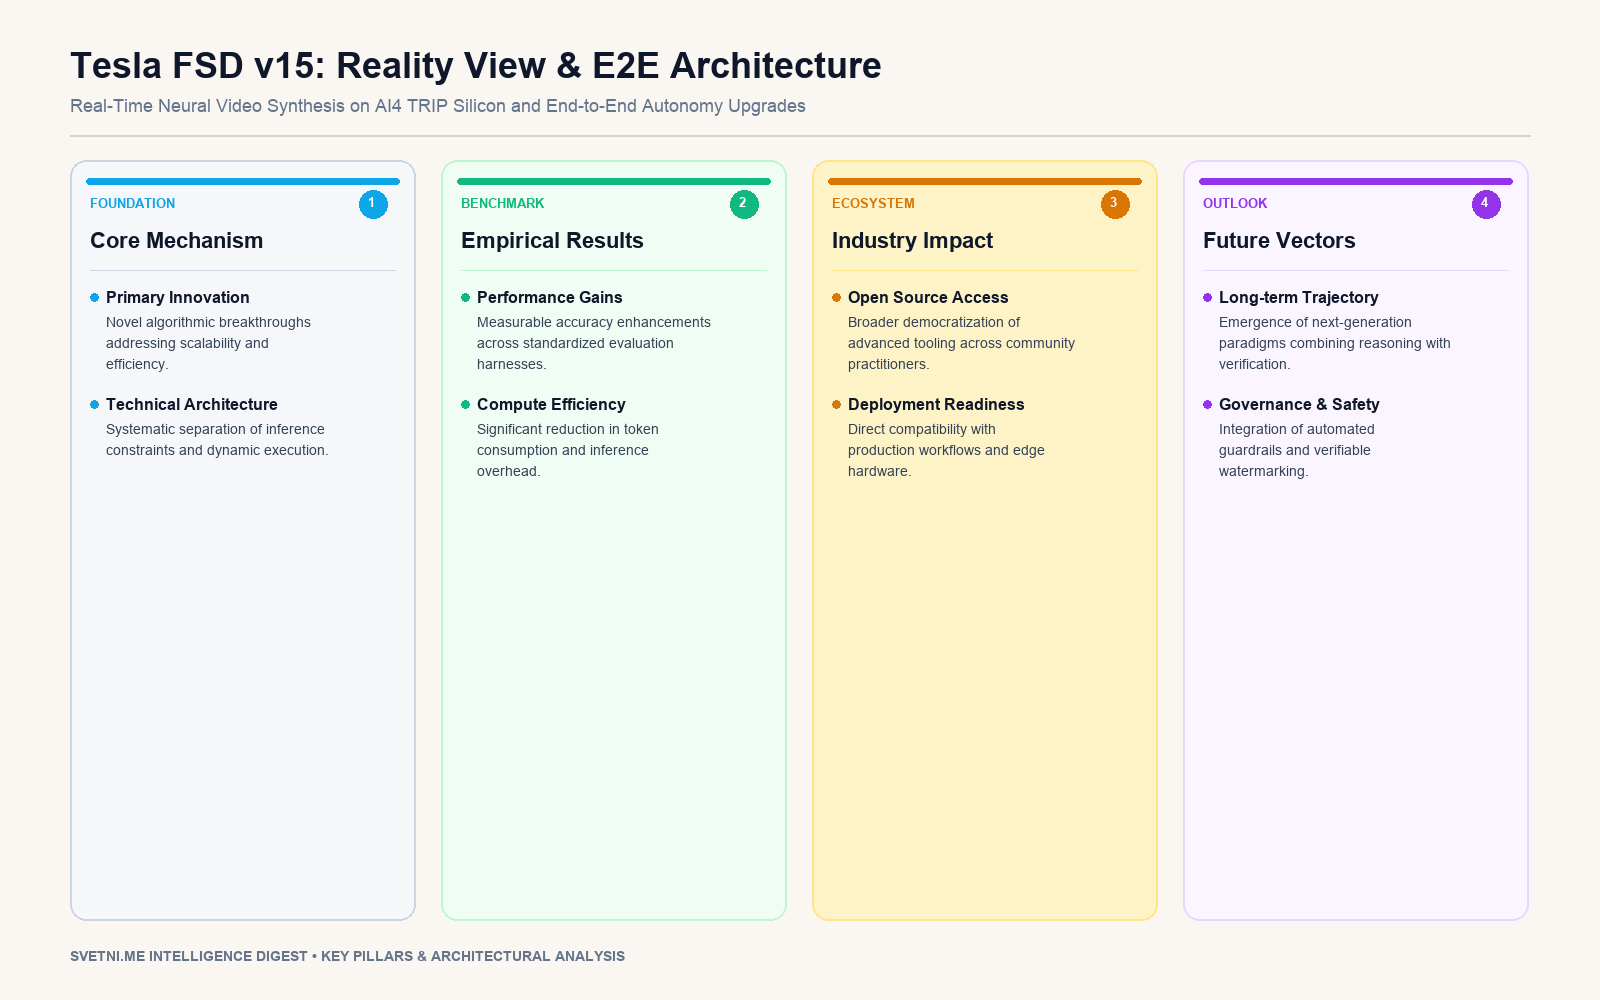 Tesla FSD v15: Reality View & E2E Architecture
Real-Time Neural Video Synthesis on AI4 TRIP Silicon and End-to-End Autonomy Upgrades
FOUNDATION
1
Core Mechanism
Primary Innovation
Novel algorithmic breakthroughs
addressing scalability and
efficiency.
Technical Architecture
Systematic separation of inference
constraints and dynamic execution.
BENCHMARK
2
Empirical Results
Performance Gains
Measurable accuracy enhancements
across standardized evaluation
harnesses.
Compute Efficiency
Significant reduction in token
consumption and inference
overhead.
ECOSYSTEM
3
Industry Impact
Open Source Access
Broader democratization of
advanced tooling across community
practitioners.
Deployment Readiness
Direct compatibility with
production workflows and edge
hardware.
OUTLOOK
4
Future Vectors
Long-term Trajectory
Emergence of next-generation
paradigms combining reasoning with
verification.
Governance & Safety
Integration of automated
guardrails and verifiable
watermarking.
SVETNI.ME INTELLIGENCE DIGEST • KEY PILLARS & ARCHITECTURAL ANALYSIS